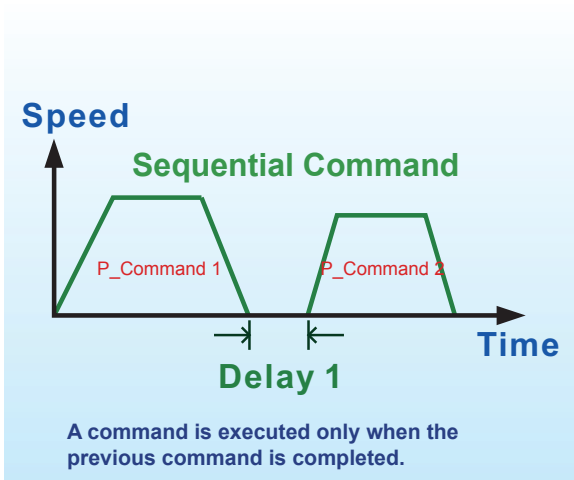 Speed
Sequential Command
P_Command 1
P_Command 2
Time
Delay 1
A command is executed only when the
previous command is completed.